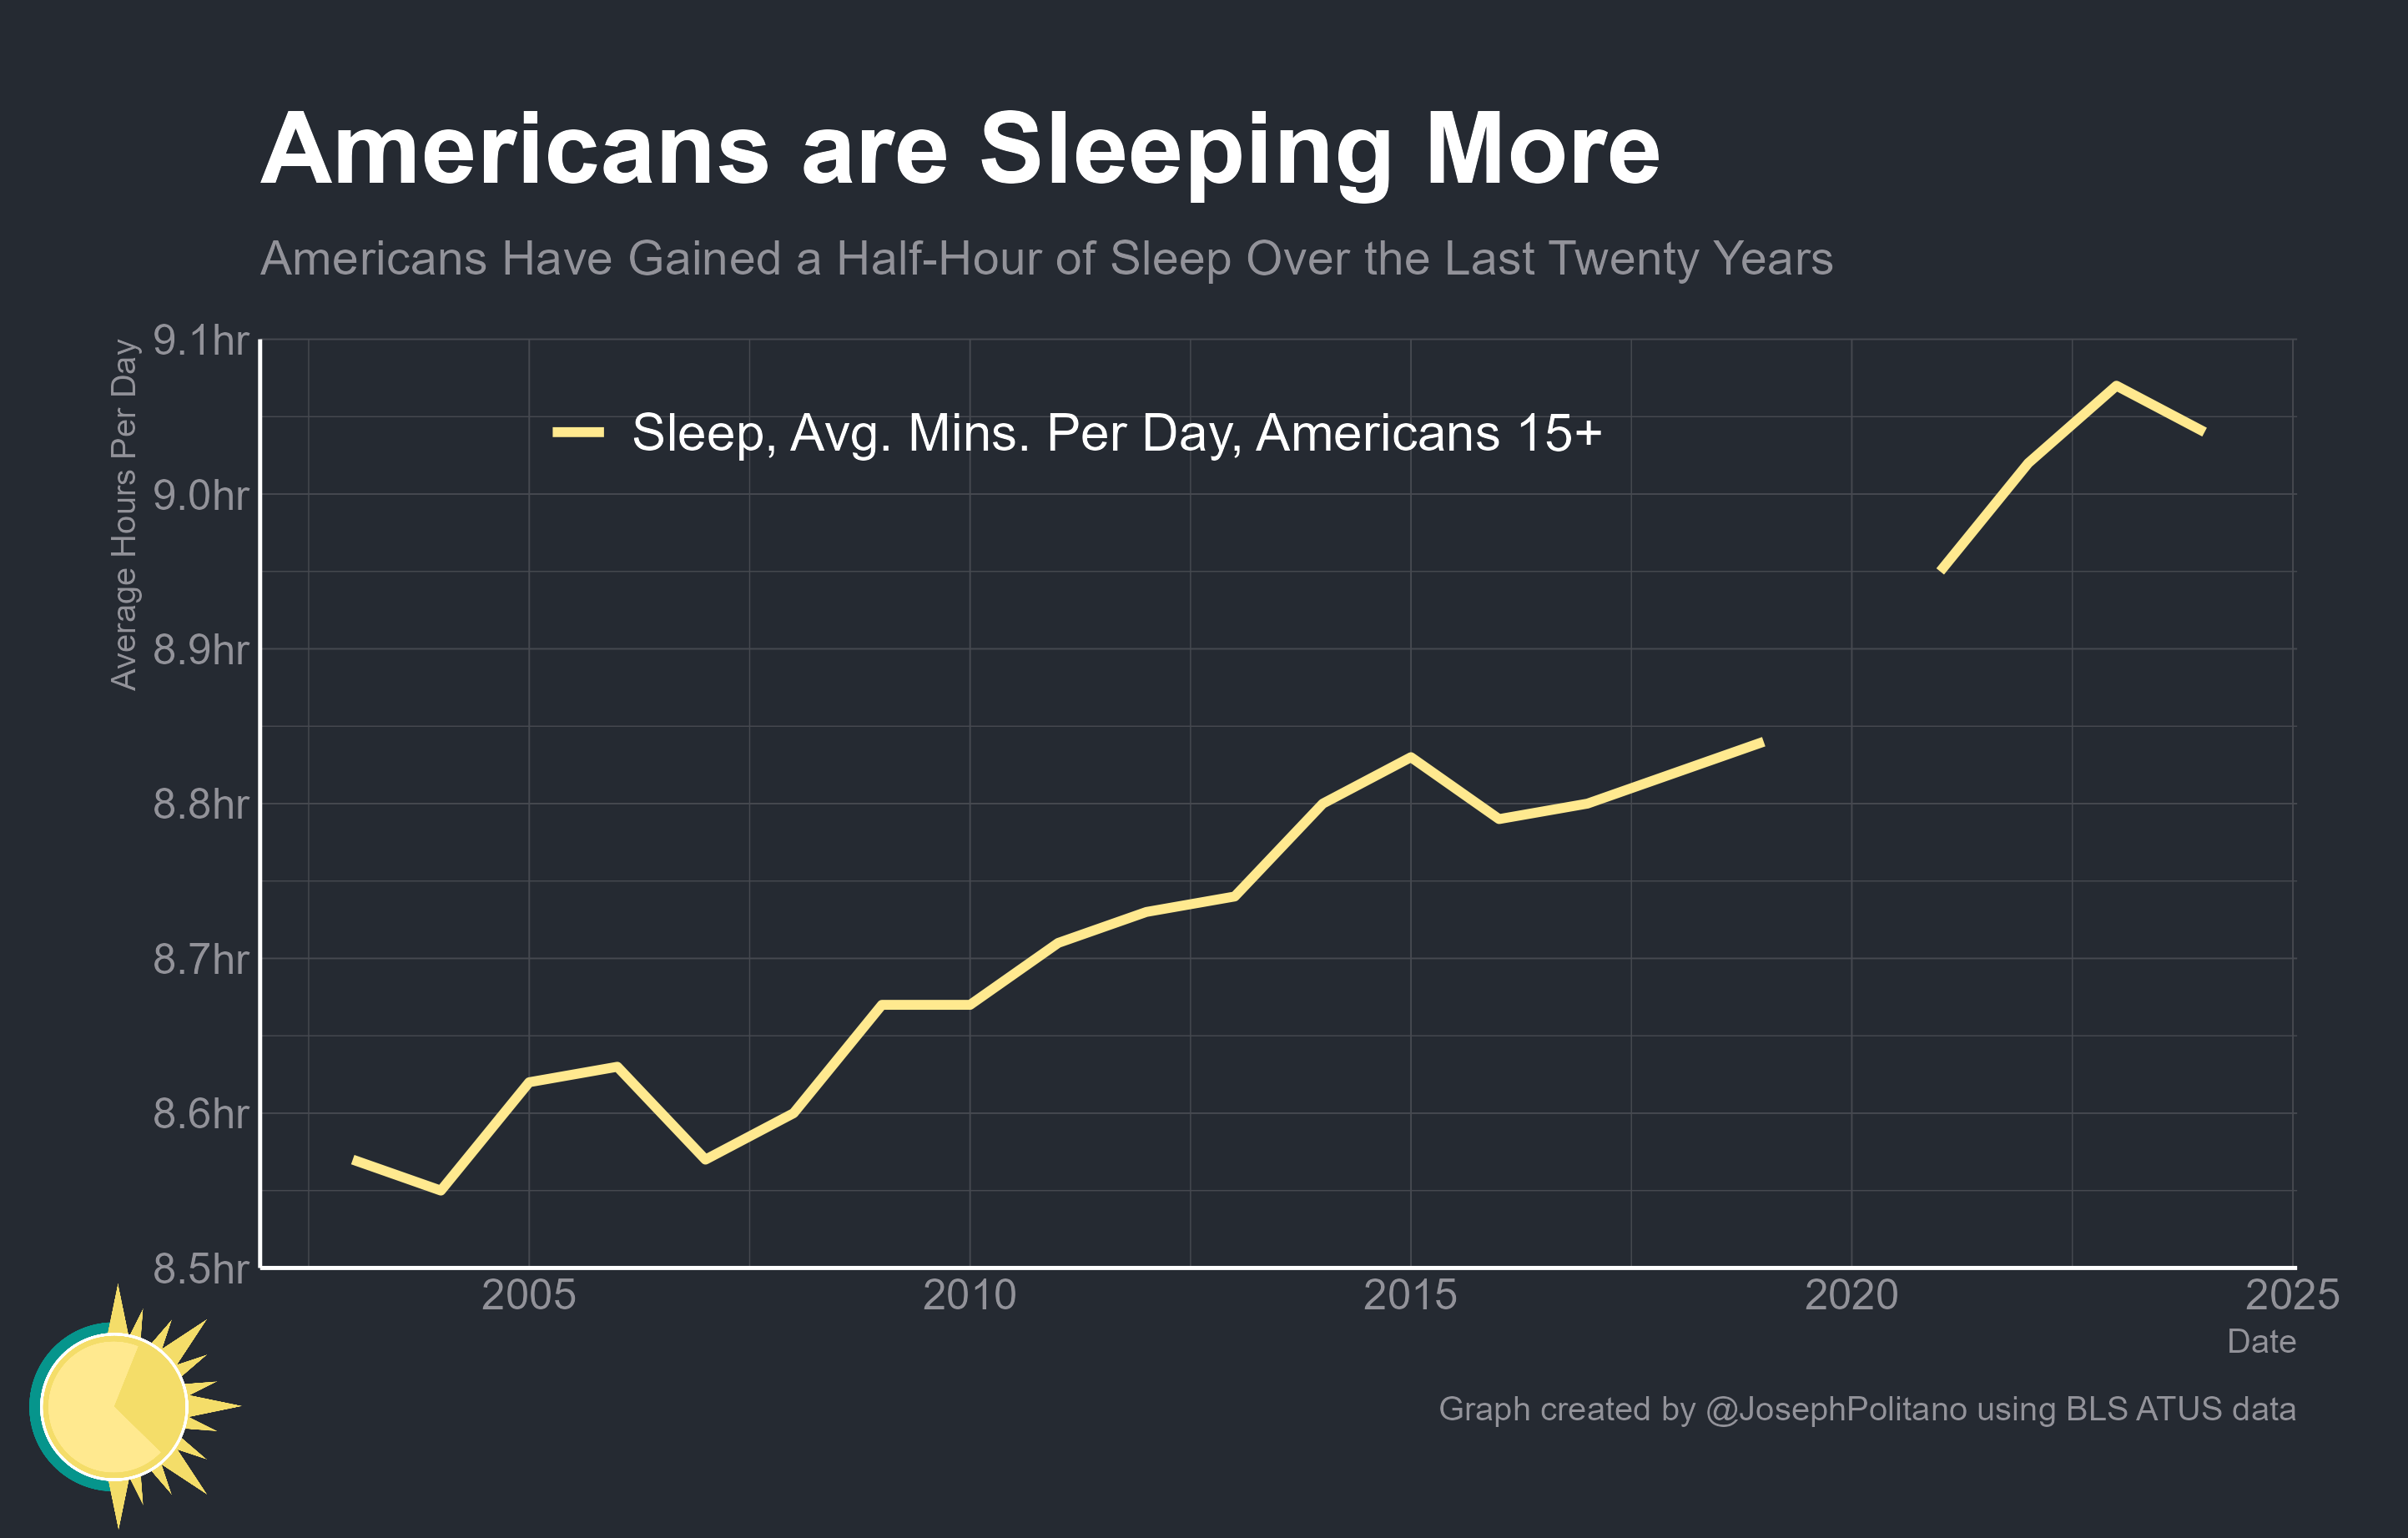 Americans are Sleeping More
Americans Have Gained a Half-Hour of Sleep Over the Last Twenty Years
Average Hours Per Day
9.1hr
9.0hr
8.9hr
8.8hr
8.7hr
8.6hr
8.5hr
Sleep, Avg. Mins. Per Day, Americans 15+
2005
2010
2015
2020
2025
Date
Graph created by @JosephPolitano using BLS ATUS data